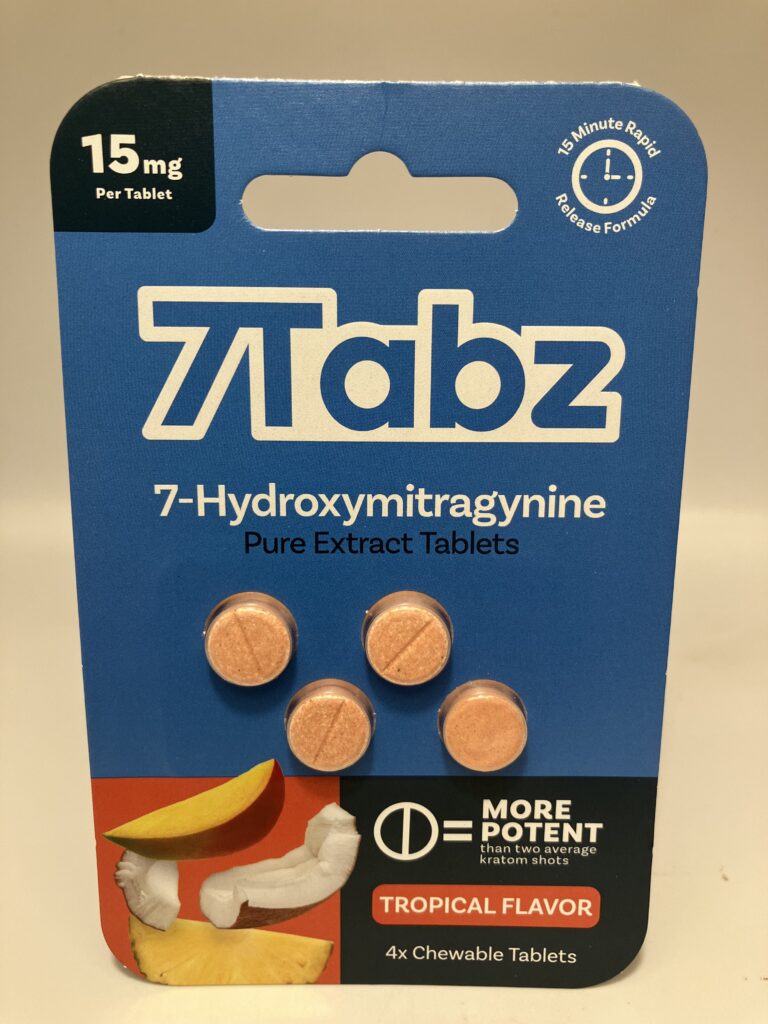 15mg
Per Tablet
15 Minute Rapid
Release Formula
7Tabz
7-Hydroxymitragynine
Pure Extract Tablets
= MORE
POTENT
than two average
kratom shots
TROPICAL FLAVOR
4x Chewable Tablets